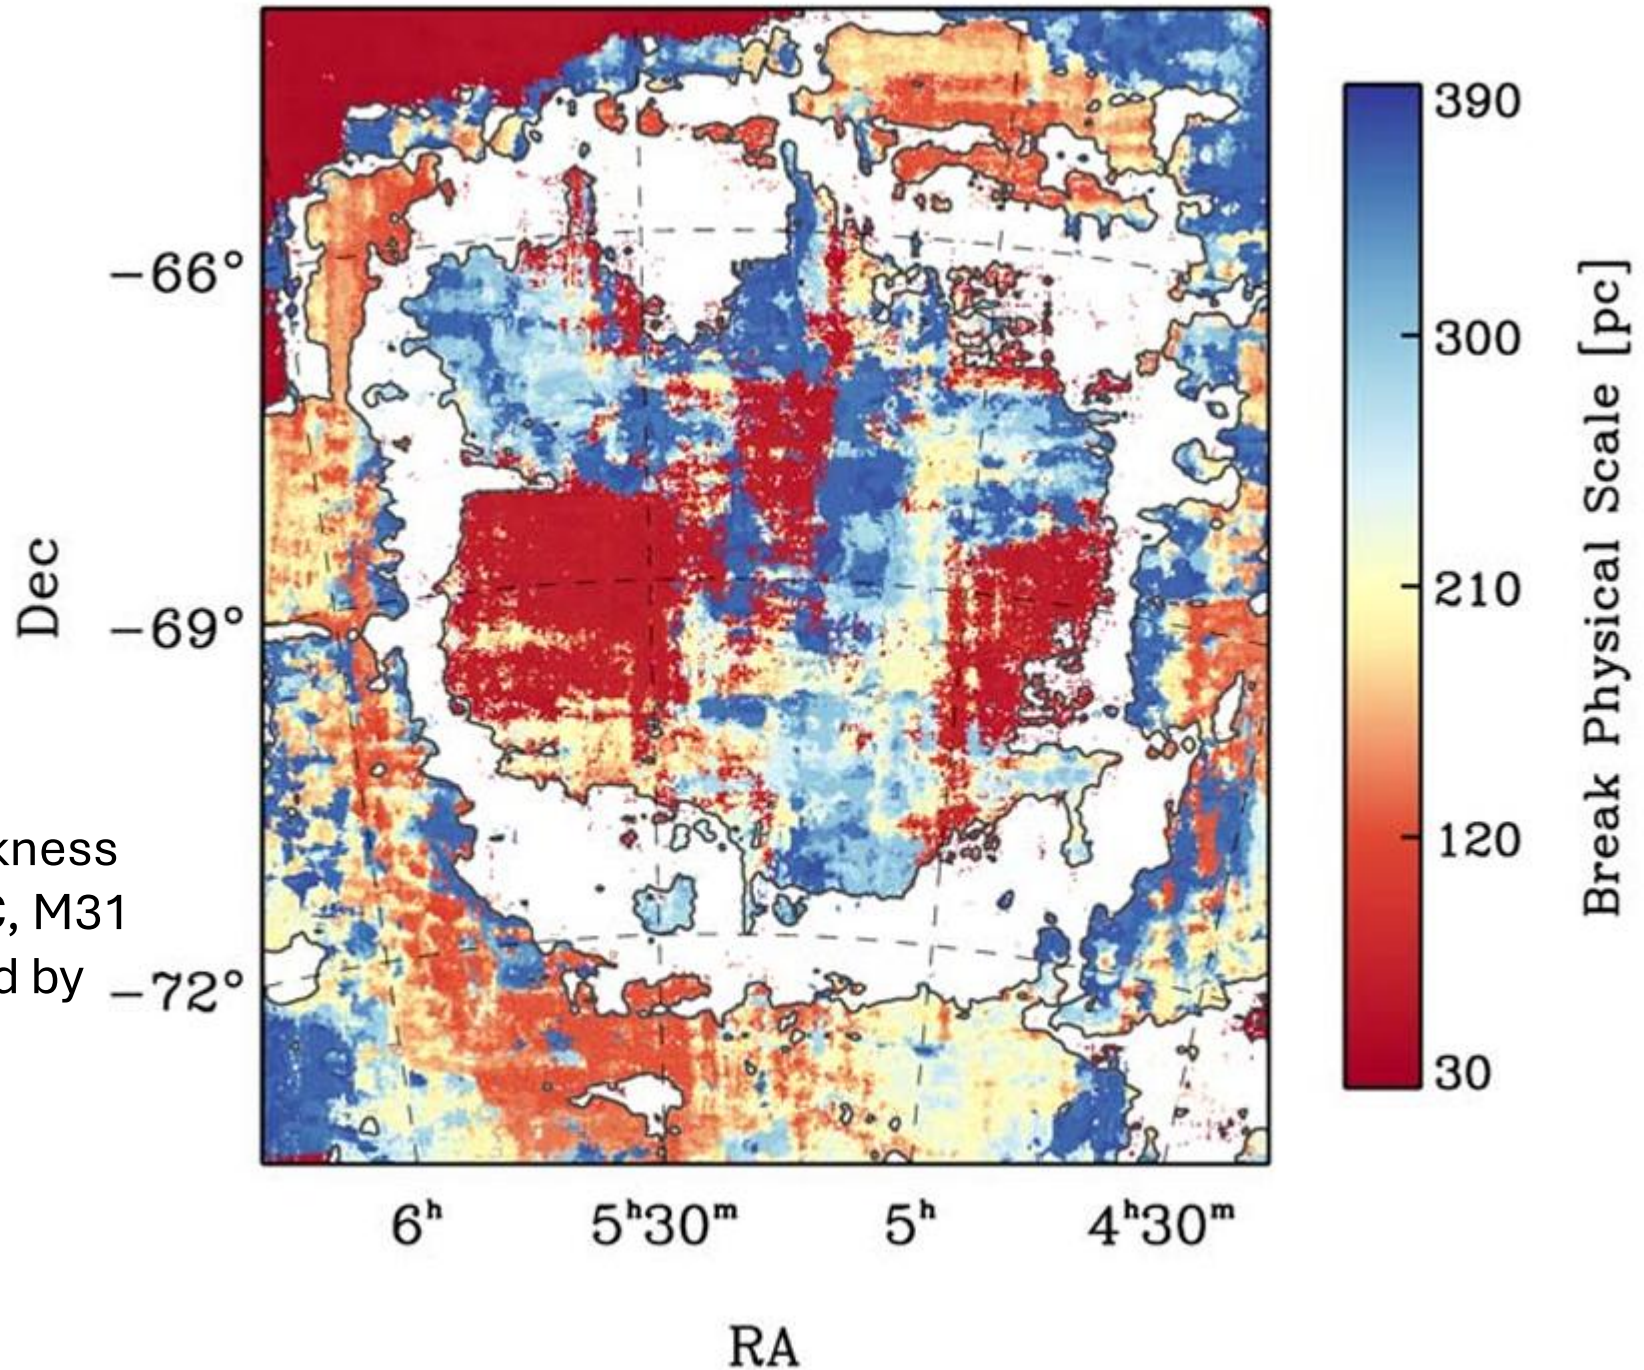 390
300
210
120
30
Break Physical Scale [pc]
−66°
−69°
−72°
Dec
M31
d by
6ʰ
5ʰ30ᵐ
5ʰ
4ʰ30ᵐ
RA